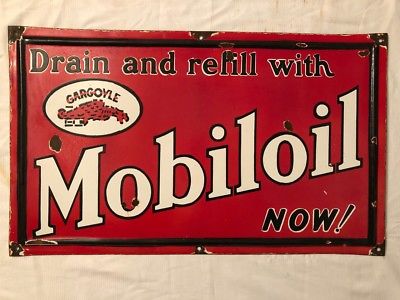 Drain and refill with
GARGOYLE
Mobiloil
NOW!